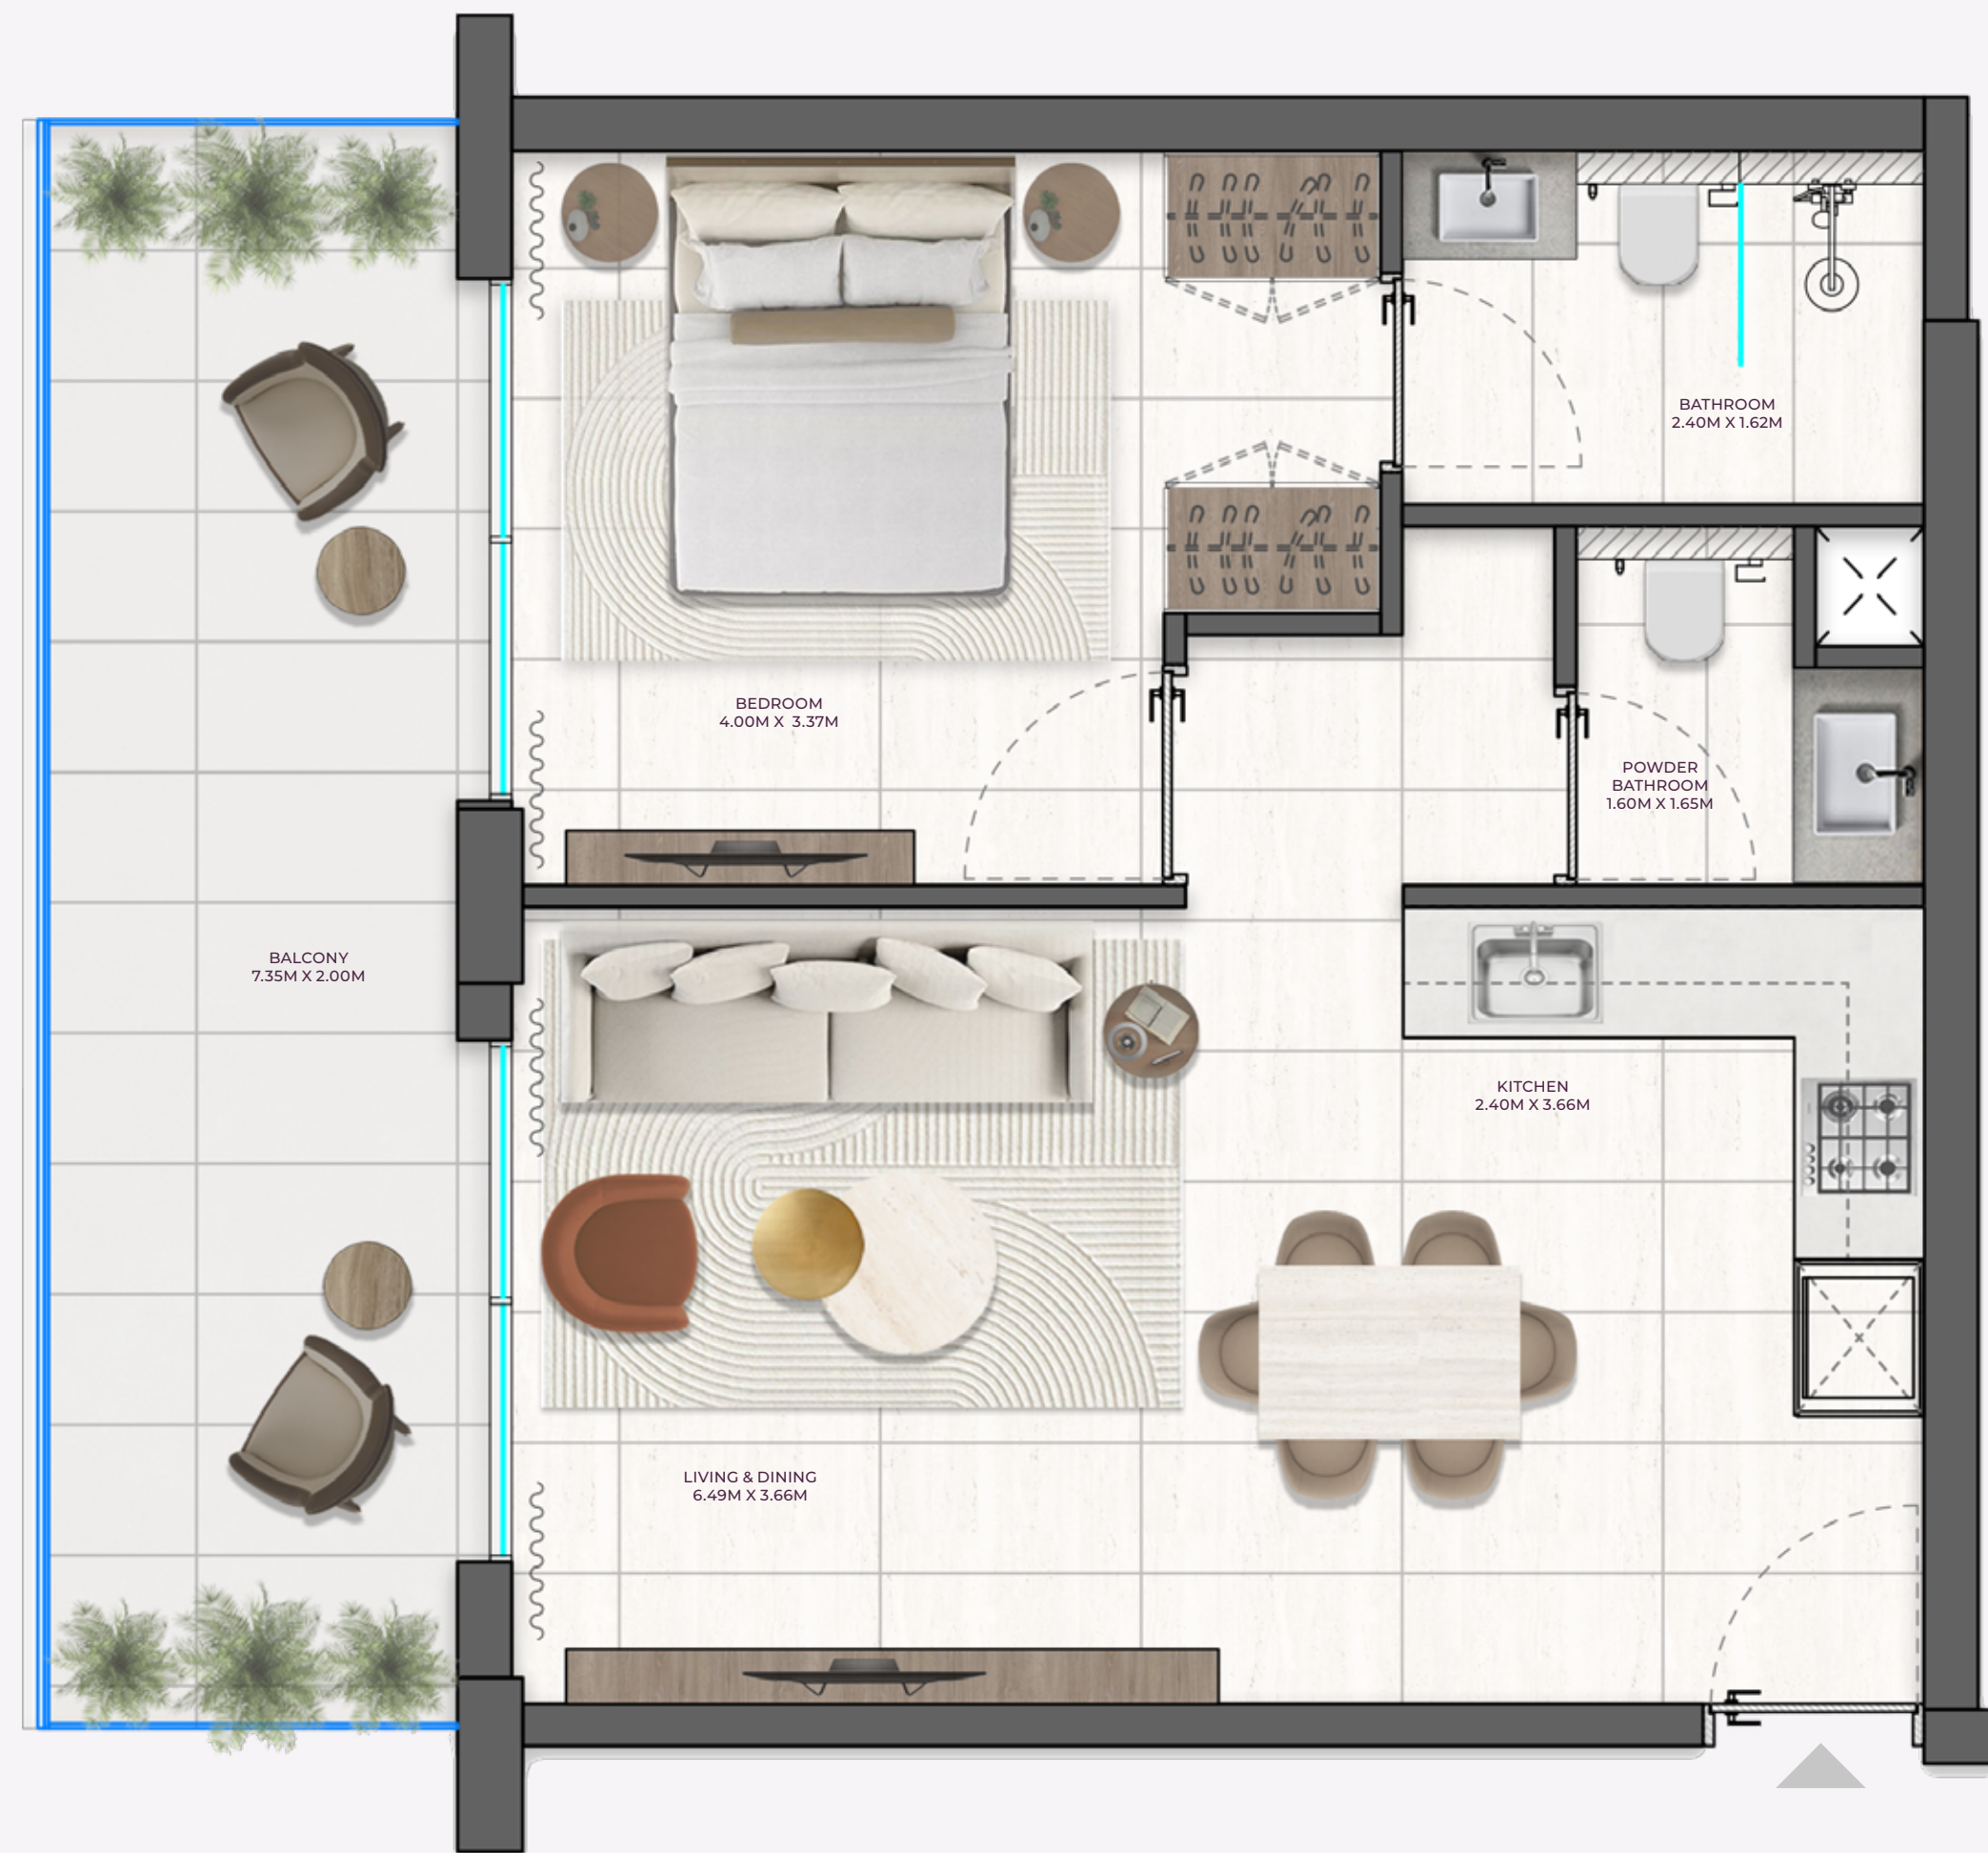 BATHROOM
2.40M X 1.62M
BEDROOM
4.00M X 3.37M
POWDER
BATHROOM
1.60M X 1.65M
BALCONY
7.35M X 2.00M
KITCHEN
2.40M X 3.66M
LIVING & DINING
6.49M X 3.66M